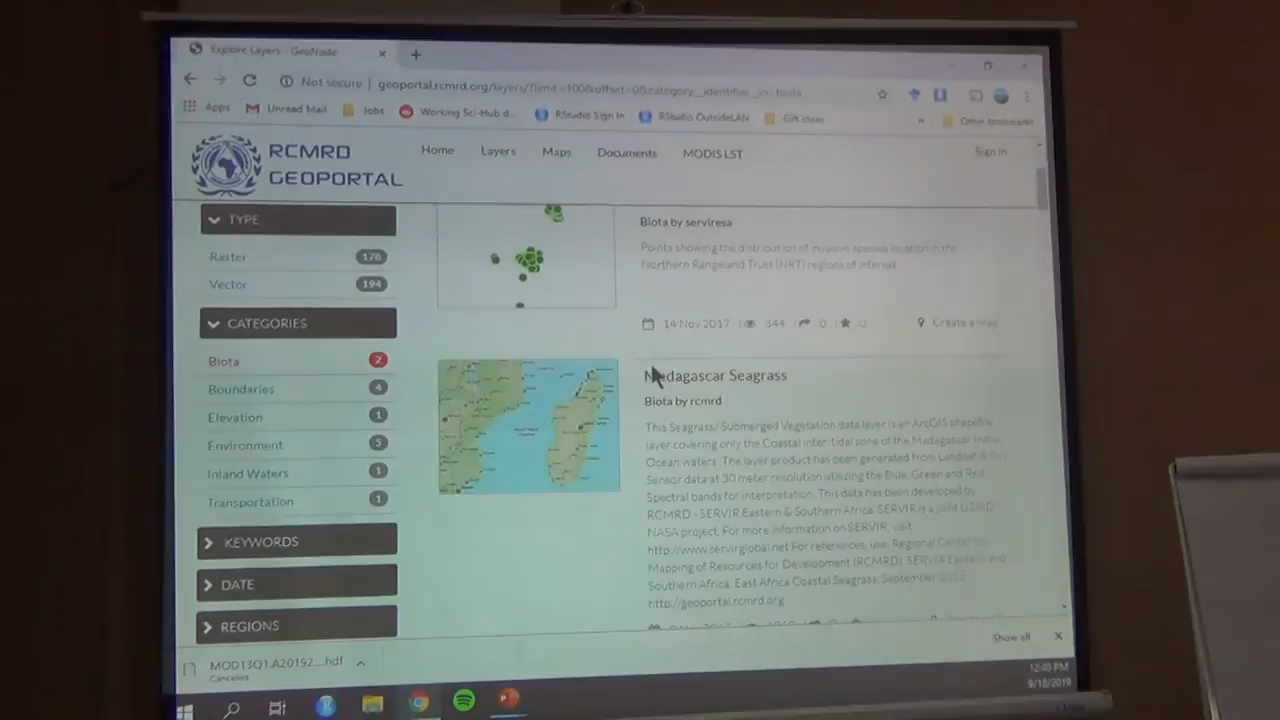 Explore Layers - GeoNode
Not secure | geoportal.rcmrd.org/layers/?limit=100&offset=0&category__identifier__in=biota
Apps
Unread Mail
Jobs
Working Sci-Hub d...
RStudio Sign In
RStudio OutsideLAN
Gift ideas
»
Other bookmarks
RCMRD
GEOPORTAL
Home
Layers
Maps
Documents
MODIS LST
Sign in
TYPE
Raster 178
Vector 194
CATEGORIES
Biota 2
Boundaries 4
Elevation 1
Environment 5
Inland Waters 1
Transportation 1
KEYWORDS
DATE
REGIONS
Biota by serviresa
Points showing the distribution of invasive species location in the
Northern Rangeland Trust (NRT) regions of interest
14 Nov 2017 | 344 | 0 | 0
Create a Map
Madagascar Seagrass
Biota by rcmrd
This Seagrass/ Submerged Vegetation data layer is an ArcGIS shapefile
layer covering only the Coastal inter-tidal zone of the Madagascar
Ocean waters. The layer product has been generated from Landsat
Sensor data at 30 meter resolution utilizing the Blue, Green and Red
Spectral bands for interpretation. This data has been developed by
RCMRD - SERVIR Eastern & Southern Africa. SERVIR is a joint USAID
NASA project. For more information on SERVIR, visit
http://www.servirglobal.net For references, use: Regional Center for
Mapping of Resources for Development (RCMRD) SERVIR Eastern and
Southern Africa. East Africa Coastal Seagrass, September
http://geoportal.rcmrd.org
Show all
MOD13Q1.A20192....hdf
Canceled
12:40 PM
9/18/2019